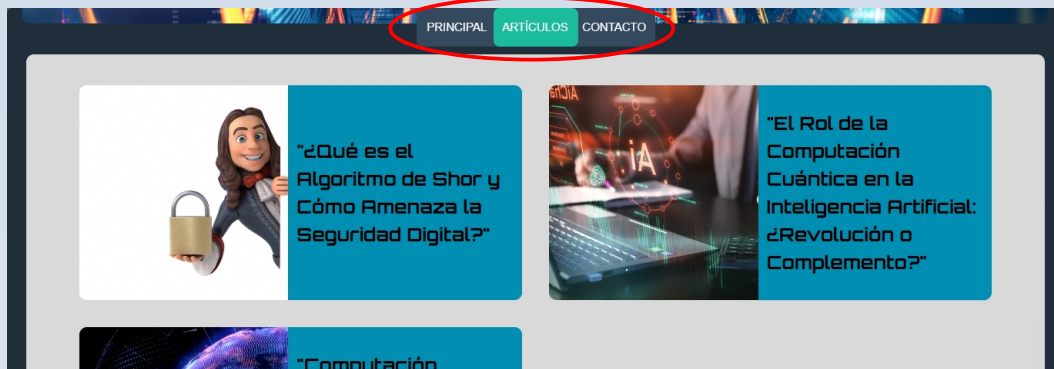 PRINCIPAL ARTÍCULOS CONTACTO
"¿Qué es el
Algoritmo de Shor y
Cómo Amenaza la
Seguridad Digital?"
"El Rol de la
Computación
Cuántica en la
Inteligencia Artificial:
¿Revolución o
Complemento?"
AI
"Computación